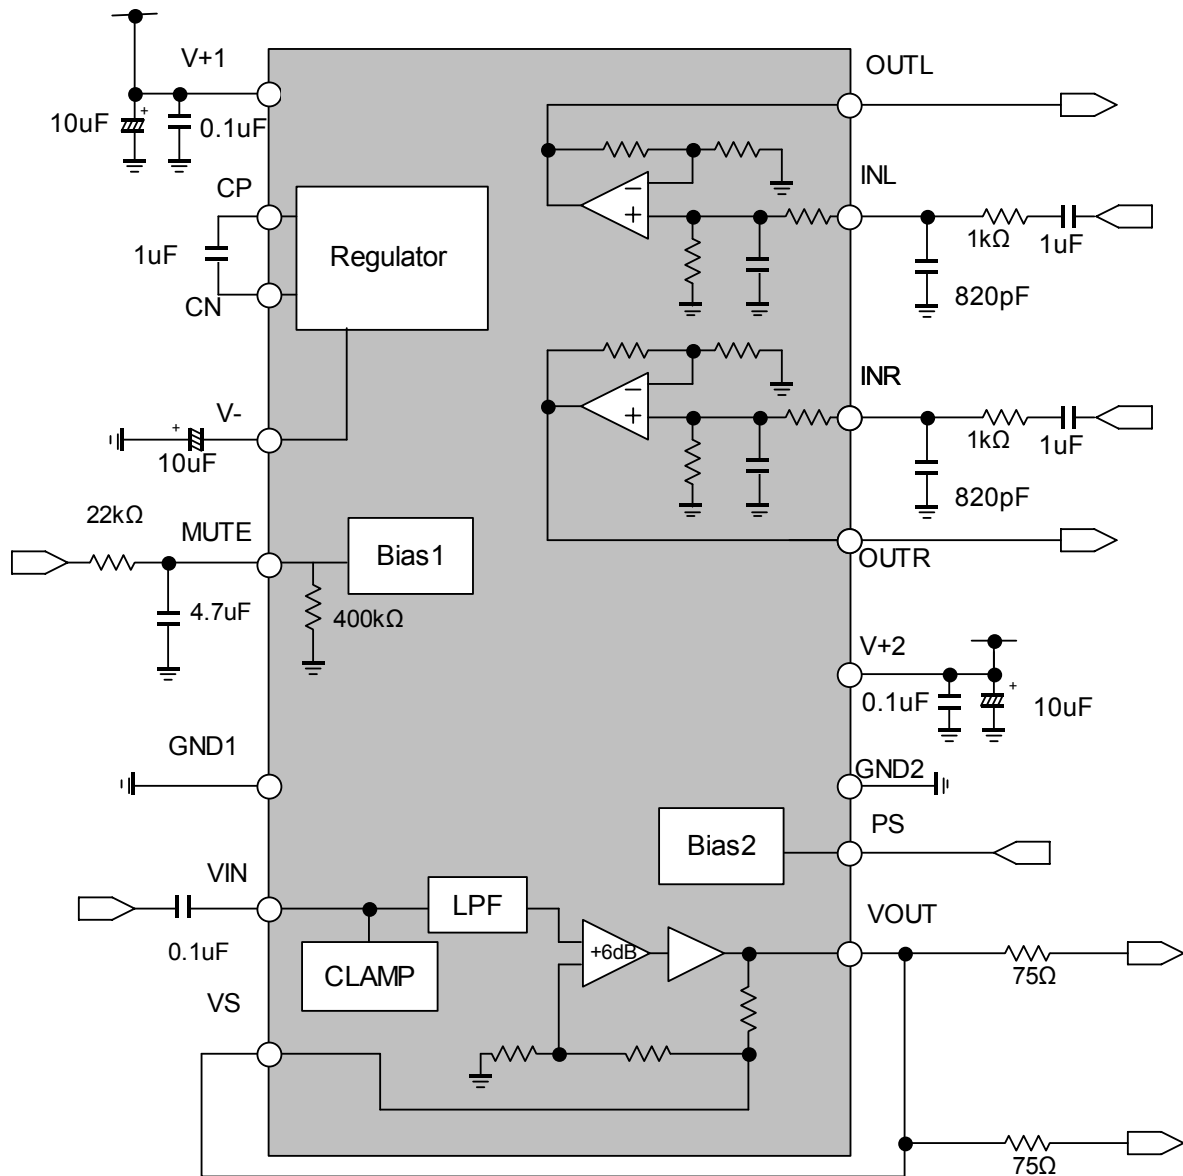 V+1
10uF
+
0.1uF
CP
1uF
CN
Regulator
V-
+
10uF
22kΩ
MUTE
4.7uF
Bias1
400kΩ
GND1
VIN
0.1uF
LPF
CLAMP
+6dB
VS
OUTL
INL
1kΩ
1uF
820pF
−
+
INR
1kΩ
1uF
820pF
−
+
OUTR
V+2
0.1uF
+
10uF
GND2
PS
Bias2
VOUT
75Ω
75Ω